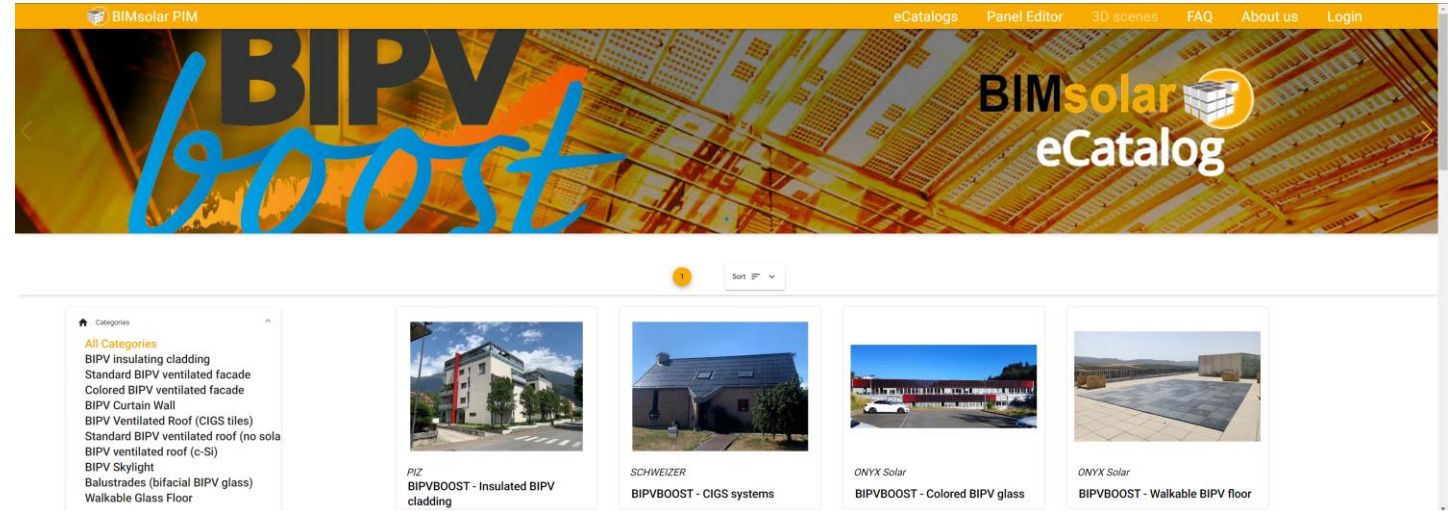 BIMsolar PIM
eCatalogs Panel Editor 3D scenes FAQ About us Login
BIPV
boost
BIMsolar
eCatalog
1
Sort
Categories
All Categories
BIPV insulating cladding
Standard BIPV ventilated facade
Colored BIPV ventilated facade
BIPV Curtain Wall
BIPV Ventilated Roof (CIGS tiles)
Standard BIPV ventilated roof (no sola
BIPV ventilated roof (c-Si)
BIPV Skylight
Balustrades (bifacial BIPV glass)
Walkable Glass Floor
PIZ
BIPVBOOST - Insulated BIPV
cladding
SCHWEIZER
BIPVBOOST - CIGS systems
ONYX Solar
BIPVBOOST - Colored BIPV glass
ONYX Solar
BIPVBOOST - Walkable BIPV floor